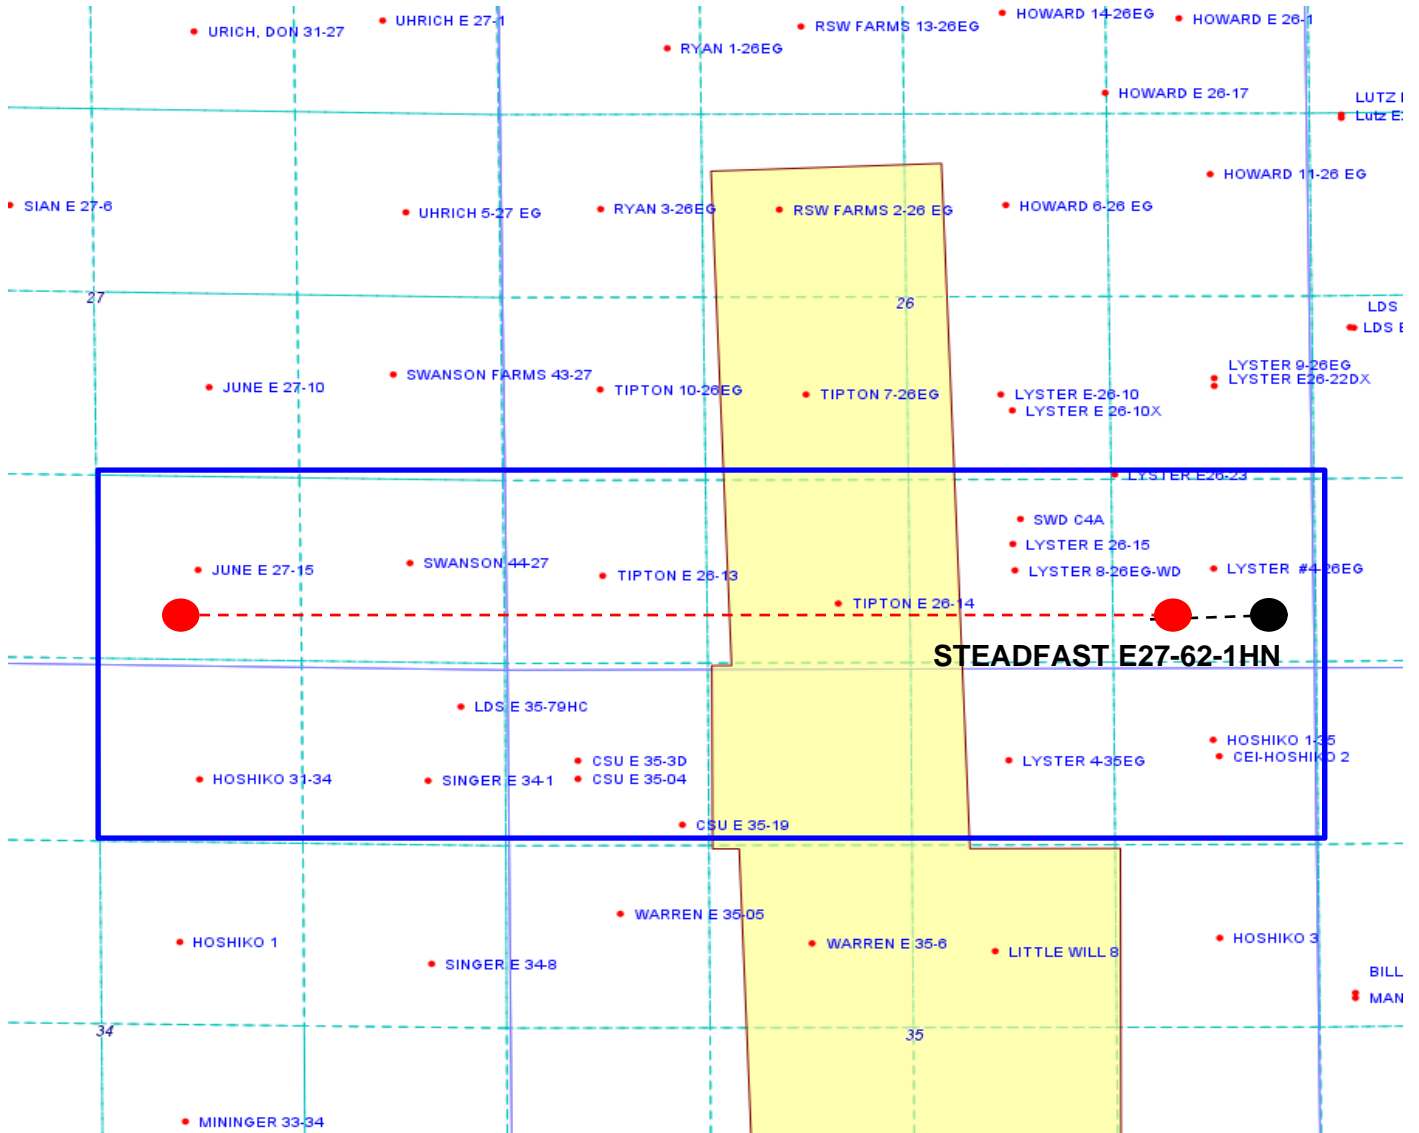 HOWARD 14-26EG
UHRICH E 27-1
HOWARD E 26-1
RSW FARMS 13-26EG
URICH, DON 31-27
RYAN 1-26EG
HOWARD E 26-17
LUTZ
Lutz
HOWARD 11-26 EG
SIAN E 27-6
UHRICH 5-27 EG
RYAN 3-26EG
RSW FARMS 2-26 EG
HOWARD 6-26 EG
27
26
LDS
LDS E
LYSTER 9-26EG
SWANSON FARMS 43-27
LYSTER E26-22DX
JUNE E 27-10
TIPTON 10-26EG
TIPTON 7-26EG
LYSTER E-26-10
LYSTER E 26-10X
LYSTER E26-23
SWD C4A
LYSTER E 26-15
JUNE E 27-15
SWANSON 44-27
TIPTON E 26-13
LYSTER 8-26EG-WD
LYSTER #4-26EG
TIPTON E 26-14
STEADFAST E27-62-1HN
LDS E 35-79HC
HOSHIKO 1-35
CEI-HOSHIKO 2
CSU E 35-3D
LYSTER 4-35EG
HOSHIKO 31-34
SINGER E 34-1
CSU E 35-04
CSU E 35-19
WARREN E 35-05
HOSHIKO 1
WARREN E 35-6
LITTLE WILL 8
HOSHIKO 3
SINGER E 34-8
BILL
MAN
34
35
MININGER 33-34